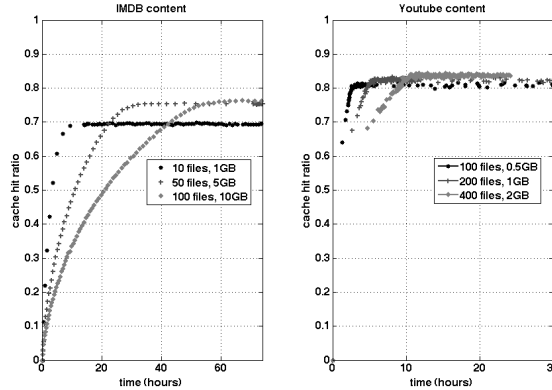 IMDB content
cache hit ratio
1
0.9
0.8
0.7
0.6
0.5
0.4
0.3
0.2
0.1
0
0
20
40
60
time (hours)
10 files, 1GB
50 files, 5GB
100 files, 10GB
Youtube content
cache hit ratio
1
0.9
0.8
0.7
0.6
0.5
0.4
0.3
0.2
0.1
0
0
10
20
30
time (hours)
100 files, 0.5GB
200 files, 1GB
400 files, 2GB